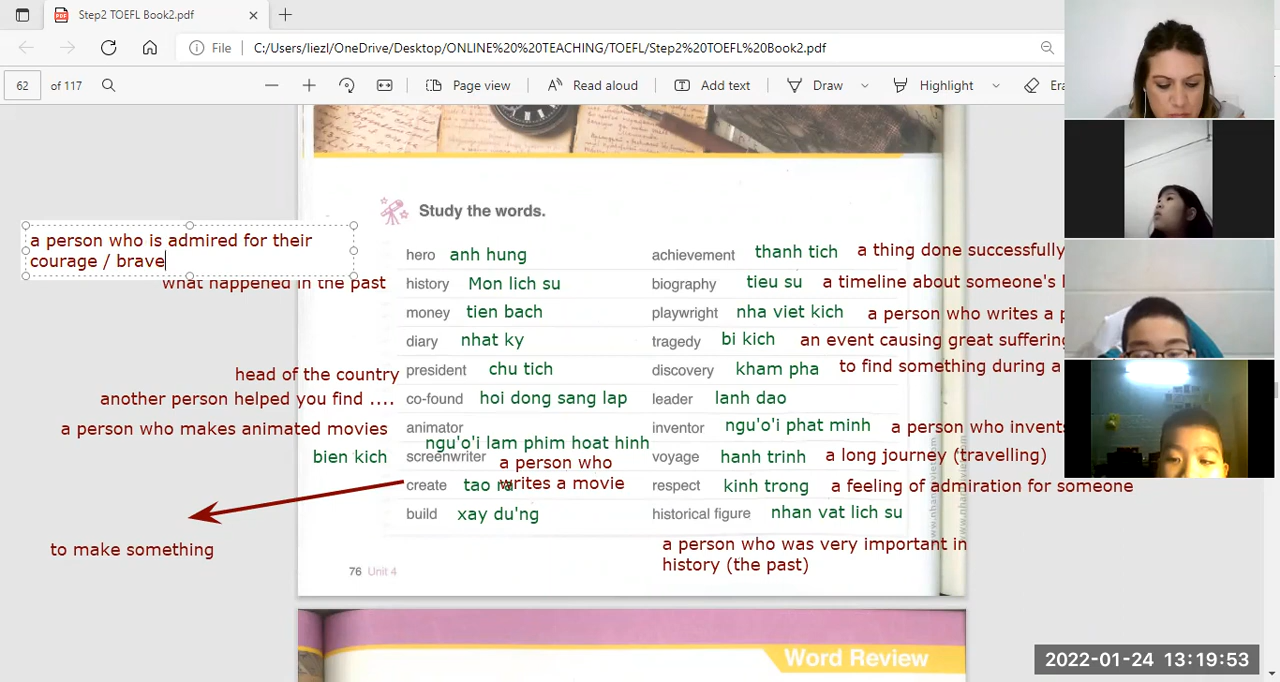 Step2 TOEFL Book2.pdf
File C:/Users/liezl/OneDrive/Desktop/ONLINE%20%20TEACHING/TOEFL/Step2%20TOEFL%20Book2.pdf
62 of 117 Page view Read aloud Add text Draw Highlight Era
Study the words.
a person who is admired for their
courage / brave
hero anh hung achievement thanh tich a thing done successfully
what happened in the past history Mon lich su biography tieu su a timeline about someone's l
money tien bach playwright nha viet kich a person who writes a p
diary nhat ky tragedy bi kich an event causing great suffering
head of the country president chu tich discovery kham pha to find something during a
another person helped you find .... co-found hoi dong sang lap leader lanh dao
a person who makes animated movies animator inventor ngu'o'i phat minh a person who invents
ngu'o'i lam phim hoat hinh
bien kich screenwriter a person who voyage hanh trinh a long journey (travelling)
create tao ra writes a movie respect kinh trong a feeling of admiration for someone
build xay du'ng historical figure nhan vat lich su
to make something
a person who was very important in
history (the past)
76 Unit 4
Word Review
2022-01-24 13:19:53